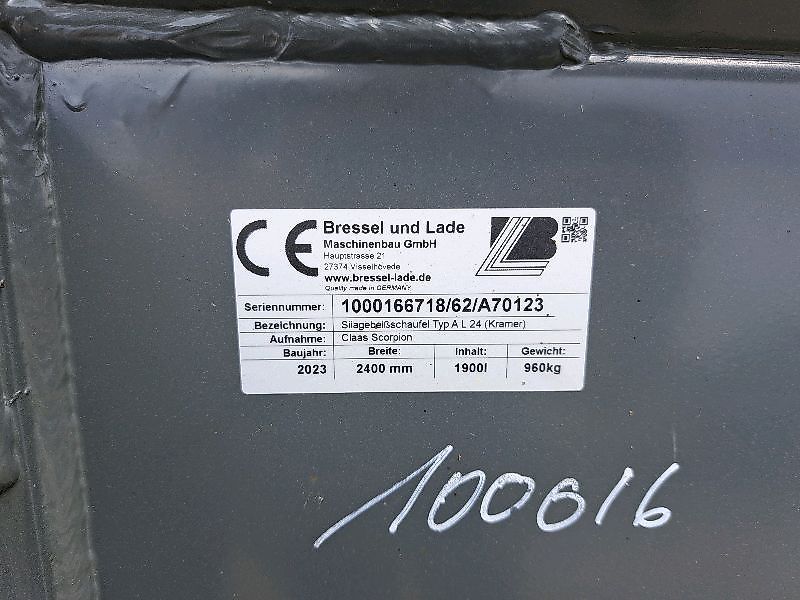 CE
Bressel und Lade
Maschinenbau GmbH
Hauptstrasse 21
27374 Visselhövede
www.bressel-lade.de
Quality made in GERMANY
LB
Seriennummer: 1000166718/62/A70123
Bezeichnung: Silagebeißschaufel Typ A L 24 (Kramer)
Aufnahme: Claas Scorpion
Baujahr: Breite: Inhalt: Gewicht:
2023 2400 mm 1900l 960kg
100616